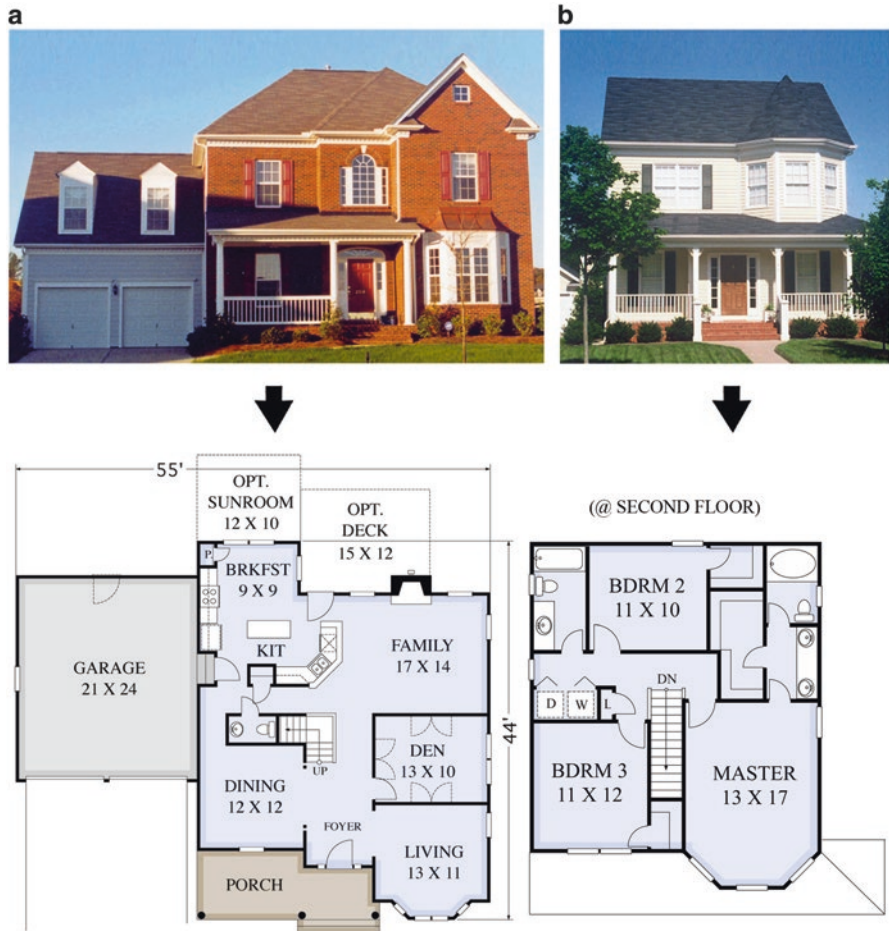 a
b
55'
OPT.
SUNROOM
12 X 10
OPT.
DECK
15 X 12
P.
BRKFST
9 X 9
KIT
FAMILY
17 X 14
GARAGE
21 X 24
44'
DEN
13 X 10
UP
DINING
12 X 12
FOYER
LIVING
13 X 11
PORCH
(@ SECOND FLOOR)
BDRM 2
11 X 10
DN
D
W
L
BDRM 3
11 X 12
MASTER
13 X 17